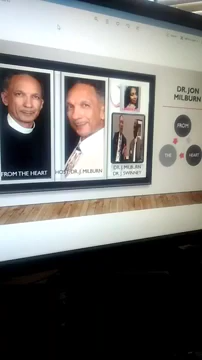 FROM THE HEART
HOST: DR. J. MILBURN
DR. J. MILBURN
DR. J. SWINNEY
DR. JON
MILBURN
FROM
THE
HEART